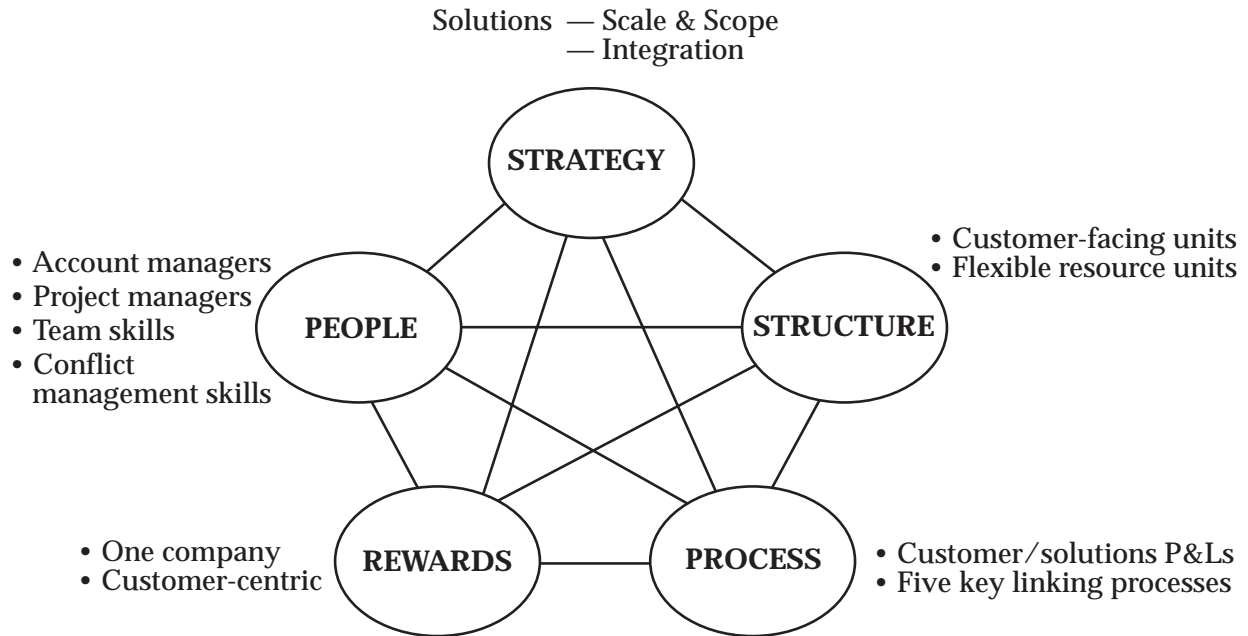 Solutions — Scale & Scope
— Integration
STRATEGY
• Customer-facing units
• Flexible resource units
• Account managers
• Project managers
• Team skills
• Conflict
management skills
PEOPLE
STRUCTURE
• One company
• Customer-centric
REWARDS
PROCESS
• Customer/solutions P&Ls
• Five key linking processes